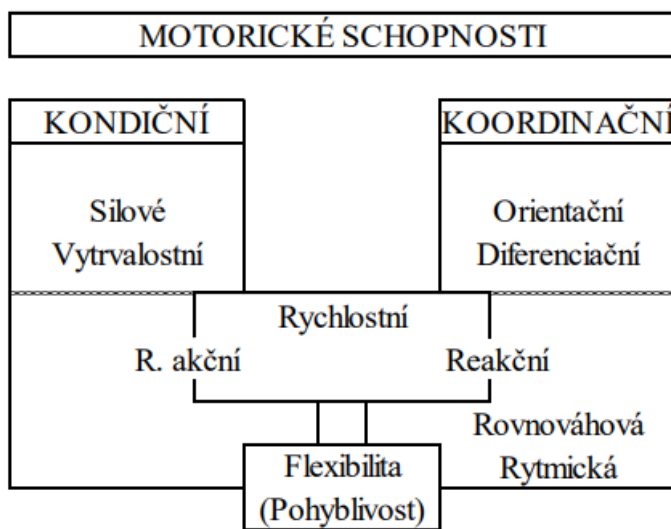 MOTORICKÉ SCHOPNOSTI
KONDIČNÍ
KOORDINAČNÍ
Silové
Vytrvalostní
Orientační
Diferenciační
Rychlostní
R. akční
Reakční
Rovnováhová
Rytmická
Flexibilita
(Pohyblivost)